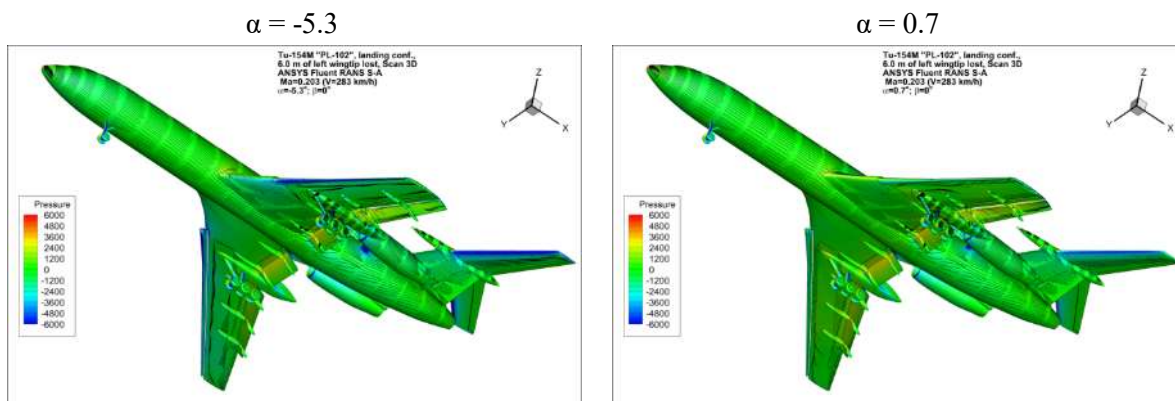 α = -5.3
Tu-154M "PL-102", landing conf.,
6.0 m of left wingtip lost, Scan 3D
ANSYS Fluent RANS S-A
Ma=0.203 (V=283 km/h)
α=-5.3°; β=0°
Z
Y
X
Pressure
6000
4800
3600
2400
1200
0
-1200
-2400
-3600
-4800
-6000
α = 0.7
Tu-154M "PL-102", landing conf.,
6.0 m of left wingtip lost, Scan 3D
ANSYS Fluent RANS S-A
Ma=0.203 (V=283 km/h)
α=0.7°; β=0°
Z
Y
X
Pressure
6000
4800
3600
2400
1200
0
-1200
-2400
-3600
-4800
-6000